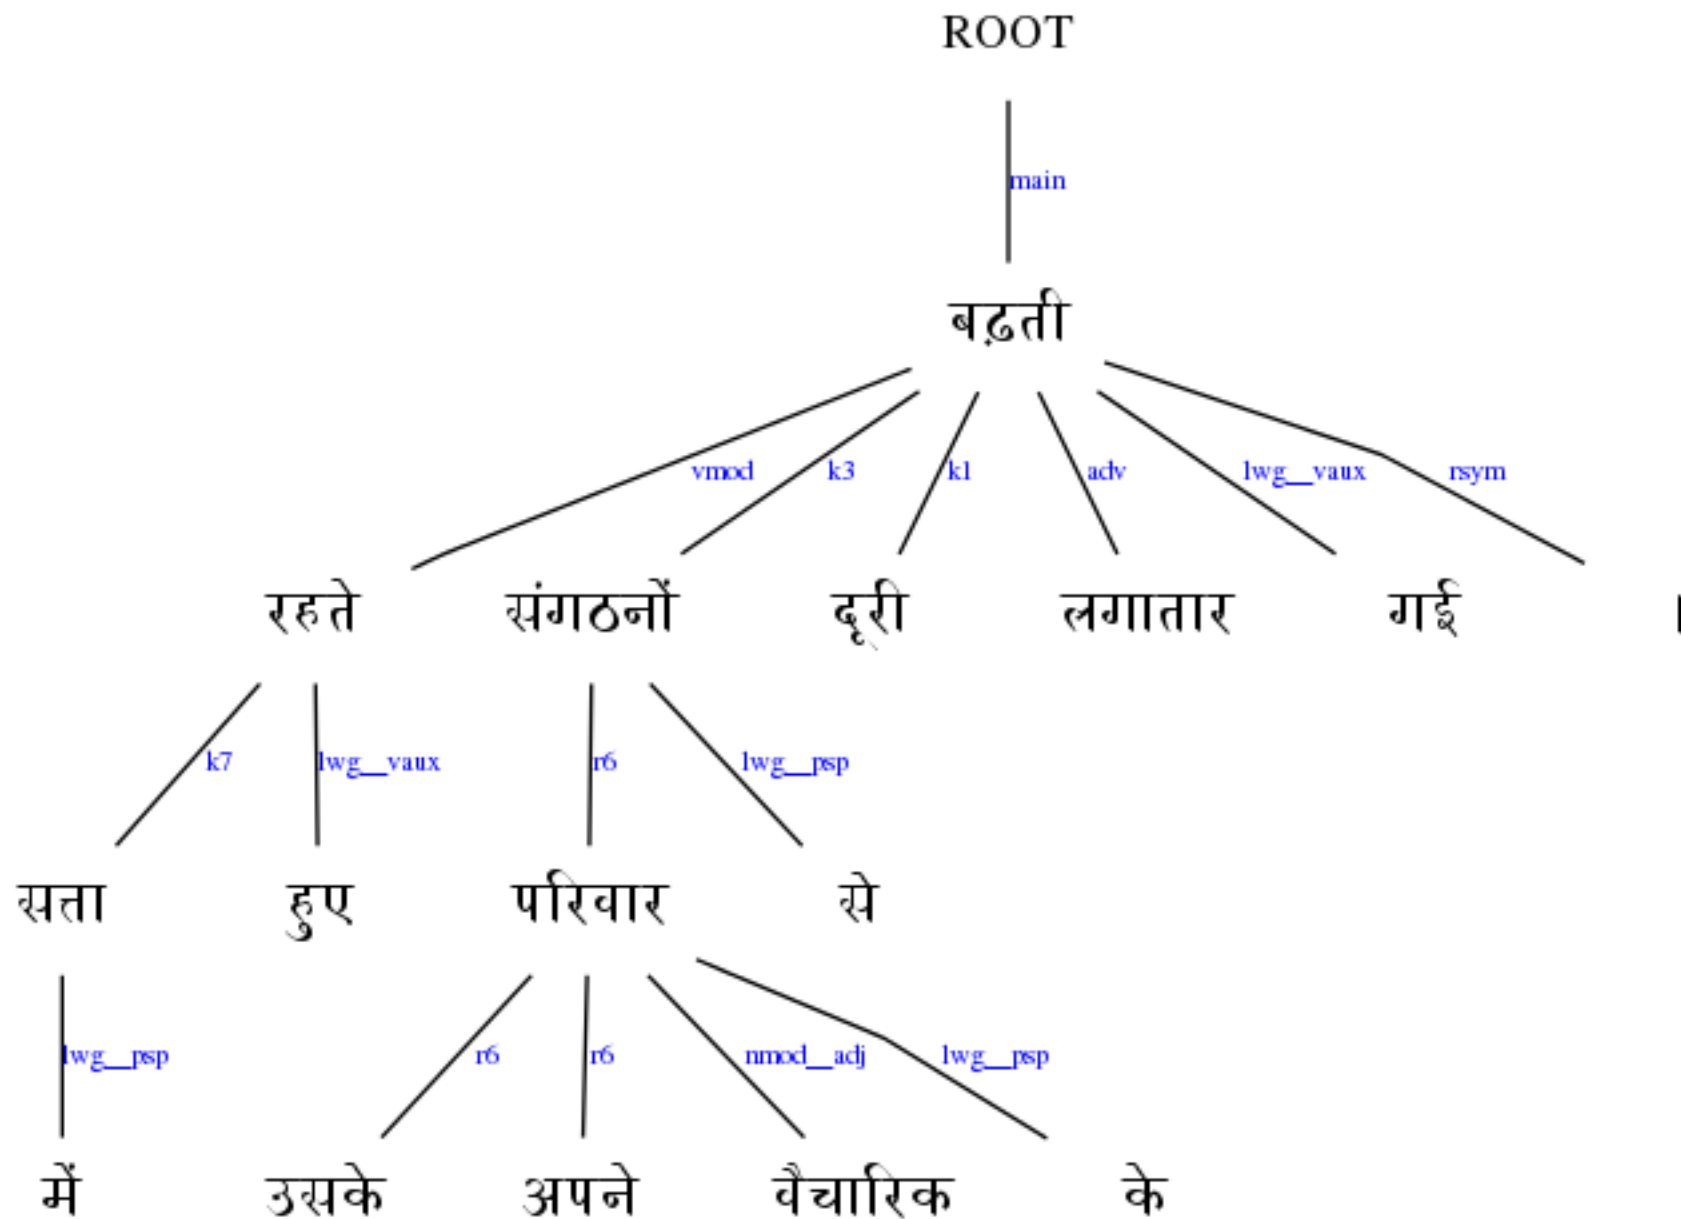 ROOT
main
बढ़ती
vmod k3 k1 adv lwg__vaux rsym
रहते संगठनों दूरी लगातार गई ।
k7 lwg__vaux r6 lwg__psp
सत्ता हुए परिवार से
lwg__psp r6 r6 nmod__adj lwg__psp
में उसके अपने वैचारिक के